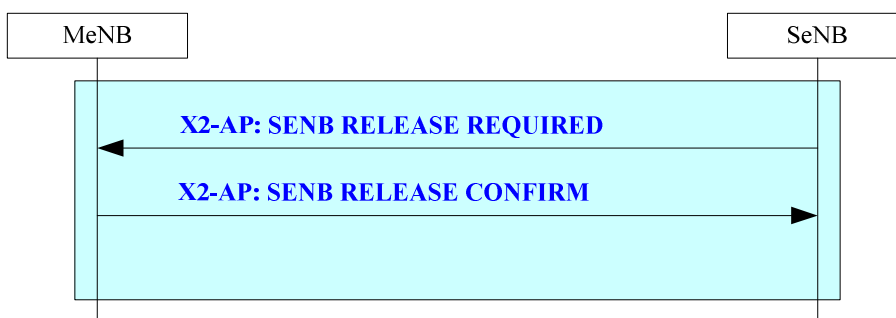 MeNB
SeNB
X2-AP: SENB RELEASE REQUIRED
X2-AP: SENB RELEASE CONFIRM